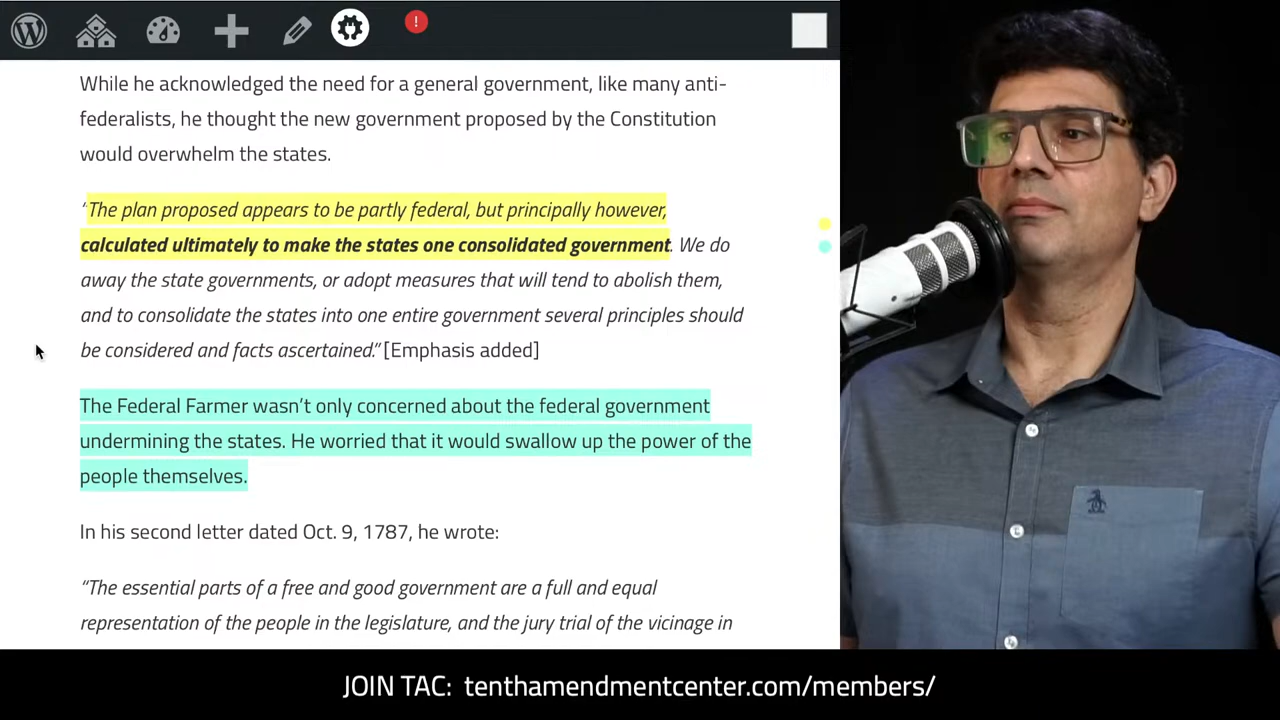 !
While he acknowledged the need for a general government, like many anti-
federalists, he thought the new government proposed by the Constitution
would overwhelm the states.
“The plan proposed appears to be partly federal, but principally however,
calculated ultimately to make the states one consolidated government. We do
away the state governments, or adopt measures that will tend to abolish them,
and to consolidate the states into one entire government several principles should
be considered and facts ascertained.” [Emphasis added]
The Federal Farmer wasn’t only concerned about the federal government
undermining the states. He worried that it would swallow up the power of the
people themselves.
In his second letter dated Oct. 9, 1787, he wrote:
“The essential parts of a free and good government are a full and equal
representation of the people in the legislature, and the jury trial of the vicinage in
JOIN TAC: tenthamendmentcenter.com/members/